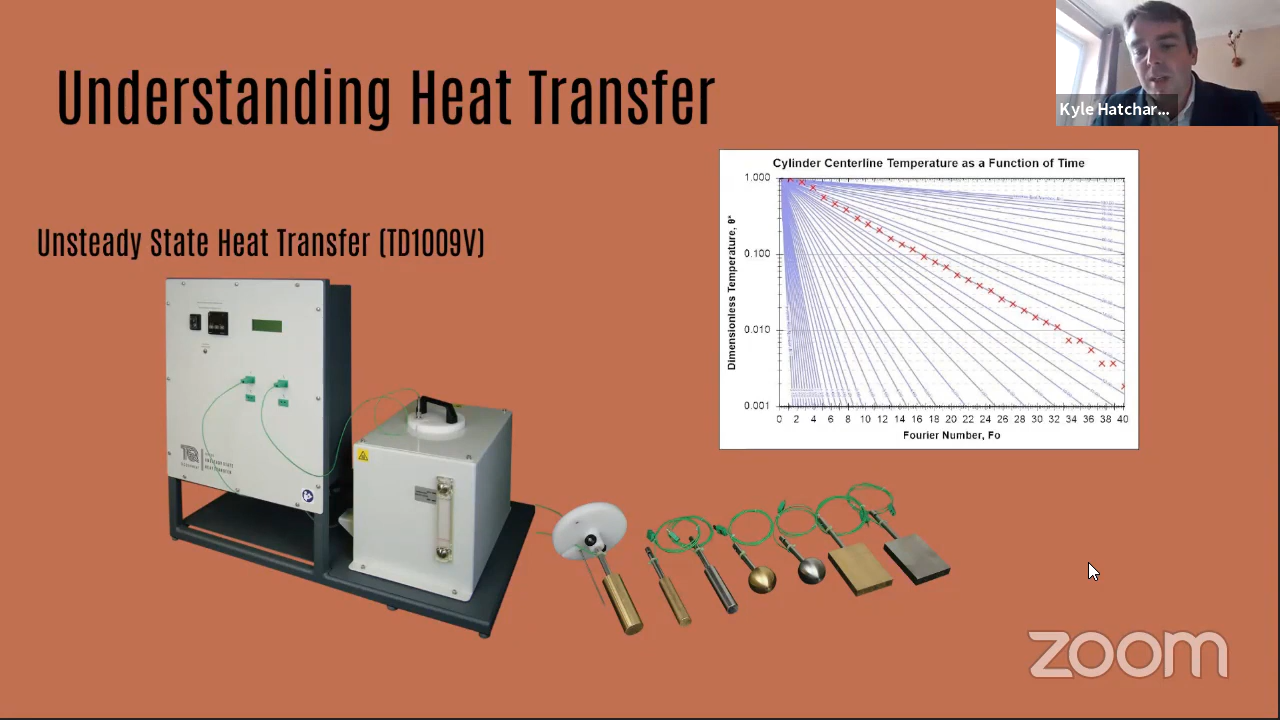 Understanding Heat Transfer
Kyle Hatchar...
Unsteady State Heat Transfer (TD1009V)
Cylinder Centerline Temperature as a Function of Time
Dimensionless Temperature, θ*
1.000
0.100
0.010
0.001
0 2 4 6 8 10 12 14 16 18 20 22 24 26 28 30 32 34 36 38 40
Fourier Number, Fo
TQ
zoom